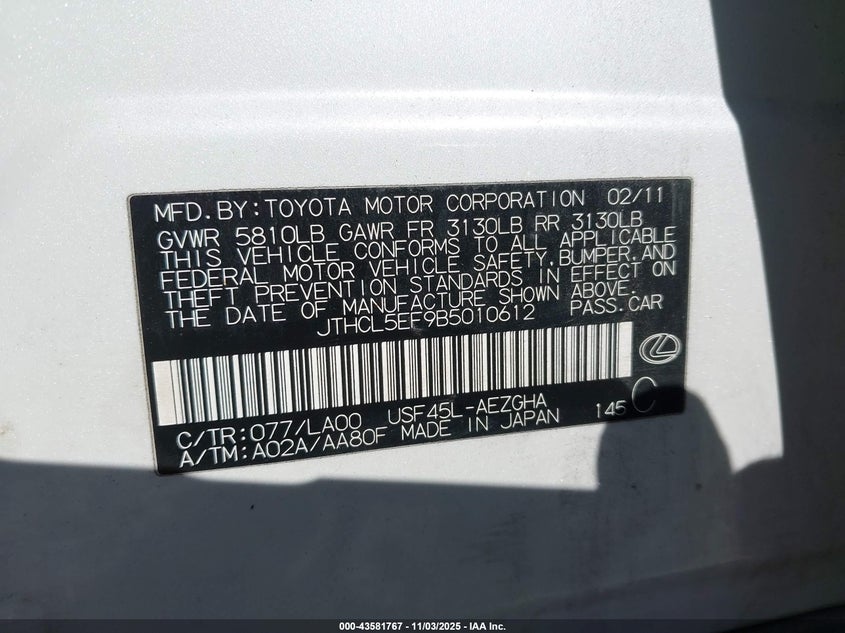 MFD.BY:TOYOTA MOTOR CORPORATION 02/11
GVWR 5810LB GAWR FR 3130LB RR 3130LB
THIS VEHICLE CONFORMS TO ALL APPLICABLE
FEDERAL MOTOR VEHICLE SAFETY,BUMPER,AND
THEFT PREVENTION STANDARDS IN EFFECT ON
THE DATE OF MANUFACTURE SHOWN ABOVE.
JTHCL5EF9B5010612 PASS.CAR
C/TR:077/LA00 USF45L-AEZGHA 145 C
A/TM:A02A/AA80F MADE IN JAPAN
000-43581767 - 11/03/2025 - IAA Inc.